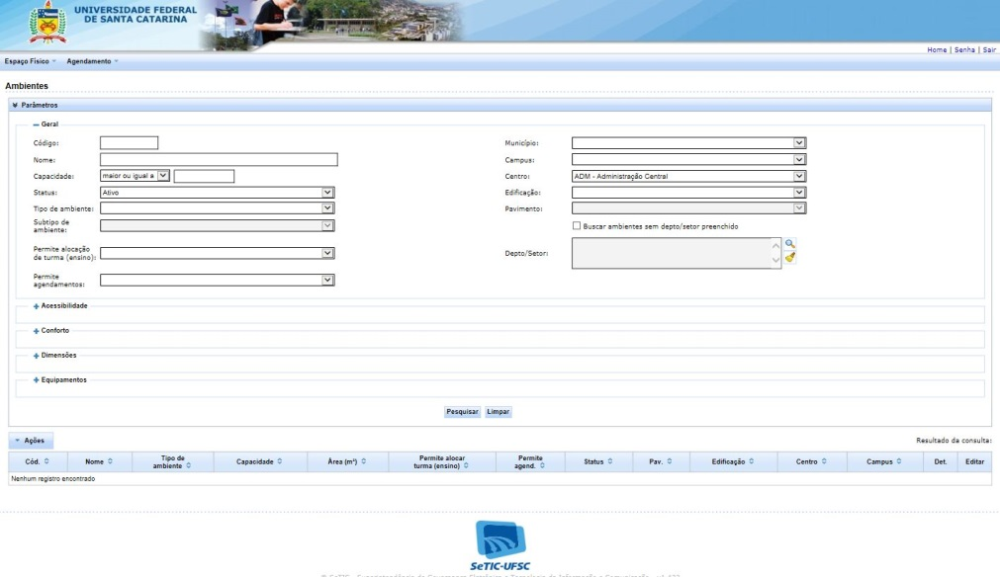 UNIVERSIDADE FEDERAL
DE SANTA CATARINA
Home | Senha | Sair
Espaço Físico Agendamento
Ambientes
Parâmetros
Geral
Código:
Município:
Nome:
Campus:
Capacidade: maior ou igual a
Centro: ADM - Administração Central
Status: Ativo
Edificação:
Tipo de ambiente:
Pavimento:
Subtipo de
ambiente:
Buscar ambientes sem depto/setor preenchido
Permite alocação
de turma (ensino):
Depto/Setor:
Permite
agendamentos:
Acessibilidade
Conforto
Dimensões
Equipamentos
Pesquisar Limpar
Ações
Resultado da consulta:
Cód. Nome Tipo de ambiente Capacidade Área (m²) Permite alocar turma (ensino) Permite agend. Status Pav. Edificação Centro Campus Det. Editar
Nenhum registro encontrado
SeTIC-UFSC
© SeTIC - Superintendência de Governança Eletrônica e Tecnologia da Informação e Comunicação